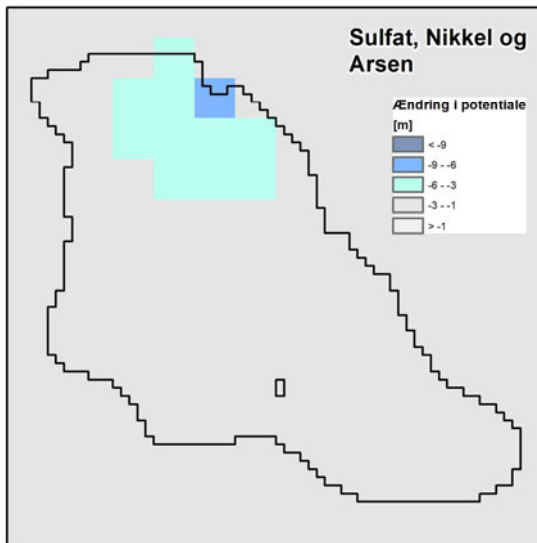 Sulfat, Nikkel og
Arsen
Ændring i potentiale
[m]
< -9
-9 - -6
-6 - -3
-3 - -1
> -1